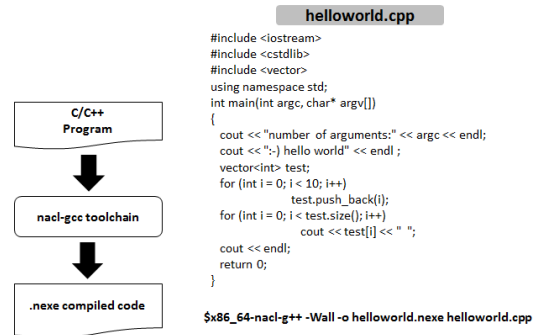 helloworld.cpp
#include <iostream>
#include <cstdlib>
#include <vector>
using namespace std;
int main(int argc, char* argv[])
{
cout << "number of arguments:" << argc << endl;
cout << ":-) hello world" << endl ;
vector<int> test;
for (int i = 0; i < 10; i++)
test.push_back(i);
for (int i = 0; i < test.size(); i++)
cout << test[i] << " ";
cout << endl;
return 0;
}
$x86_64-nacl-g++ -Wall -o helloworld.nexe helloworld.cpp
C/C++
Program
nacl-gcc toolchain
.nexe compiled code